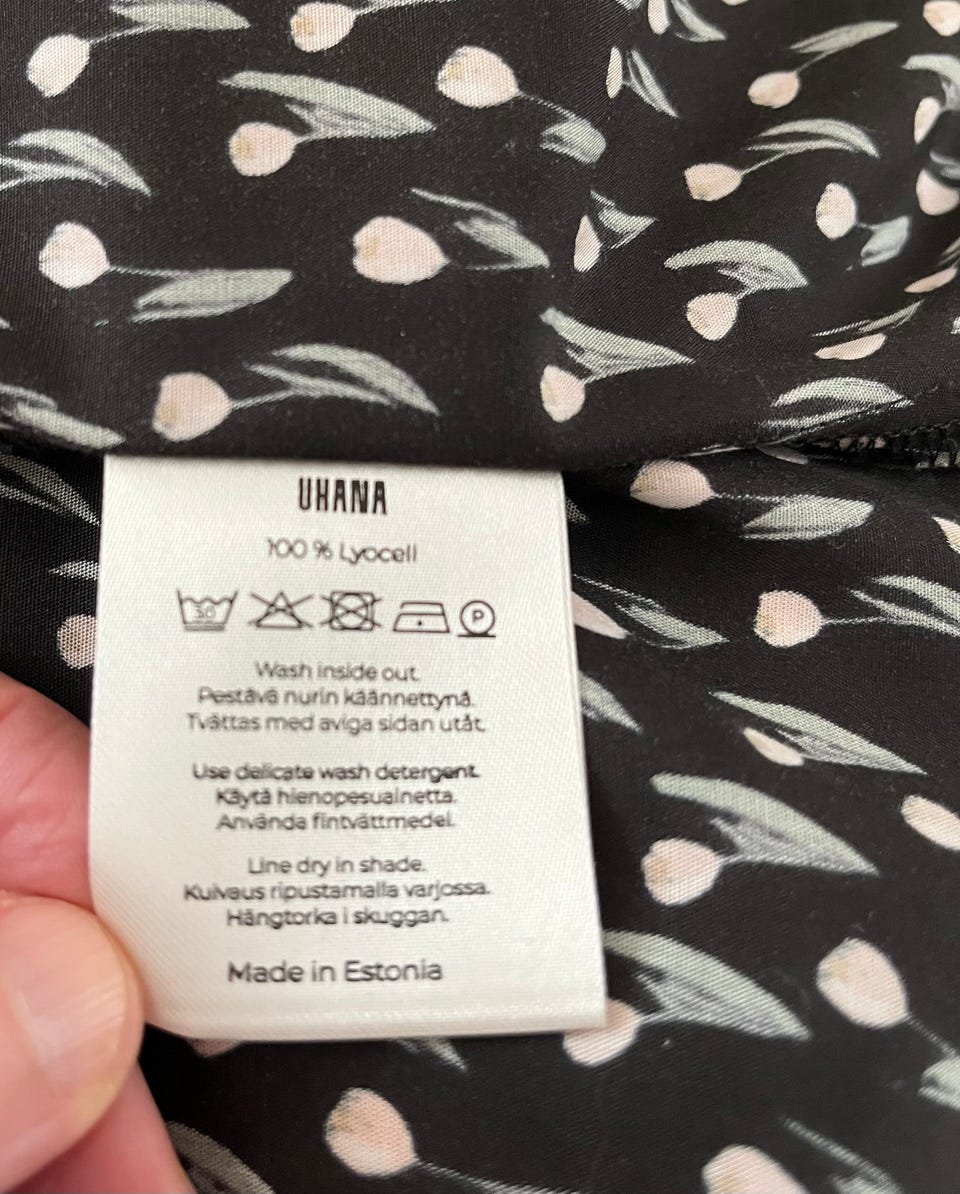 UHANA
100 % Lyocell
30 P
Wash inside out.
Pestävä nurin käännettynä.
Tvättas med aviga sidan utåt.
Use delicate wash detergent.
Käytä hienopesuainetta.
Använda fintvättmedel.
Line dry in shade.
Kuivaus ripustamalla varjossa.
Hängtorka i skuggan.
Made in Estonia